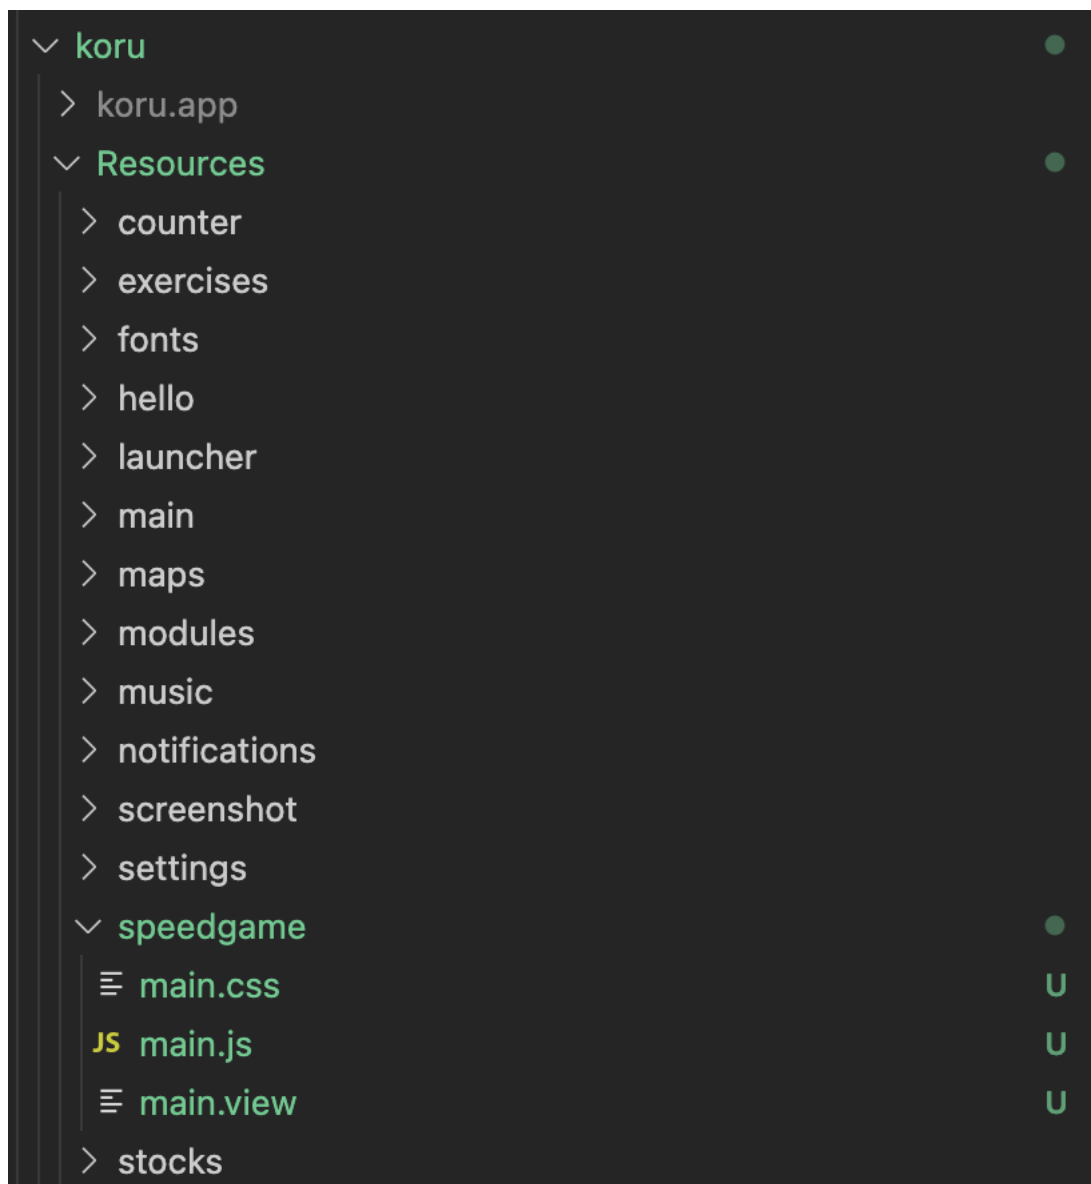 koru
koru.app
Resources
counter
exercises
fonts
hello
launcher
main
maps
modules
music
notifications
screenshot
settings
speedgame
main.css U
JS main.js U
main.view U
stocks